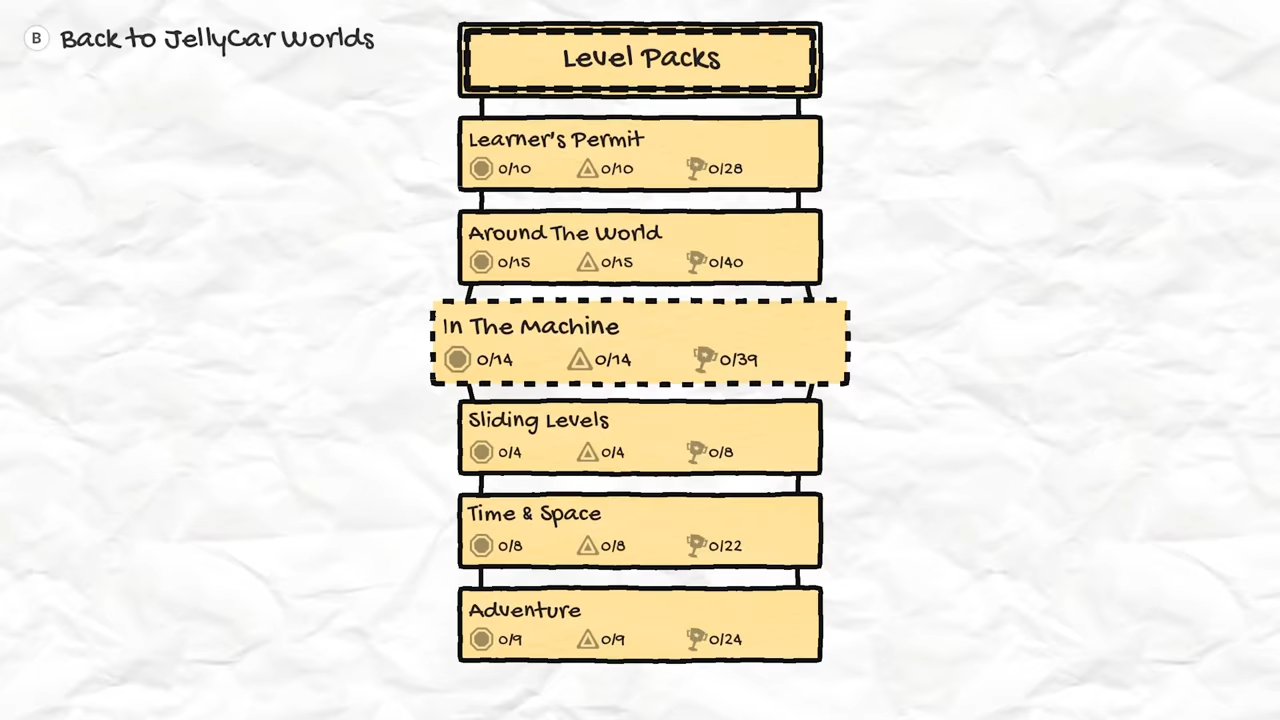 B Back to JellyCar Worlds
Level Packs
Learner's Permit
0/10 0/10 0/28
Around The World
0/15 0/15 0/40
In The Machine
0/14 0/14 0/39
Sliding Levels
0/4 0/4 0/8
Time & Space
0/8 0/8 0/22
Adventure
0/9 0/9 0/24